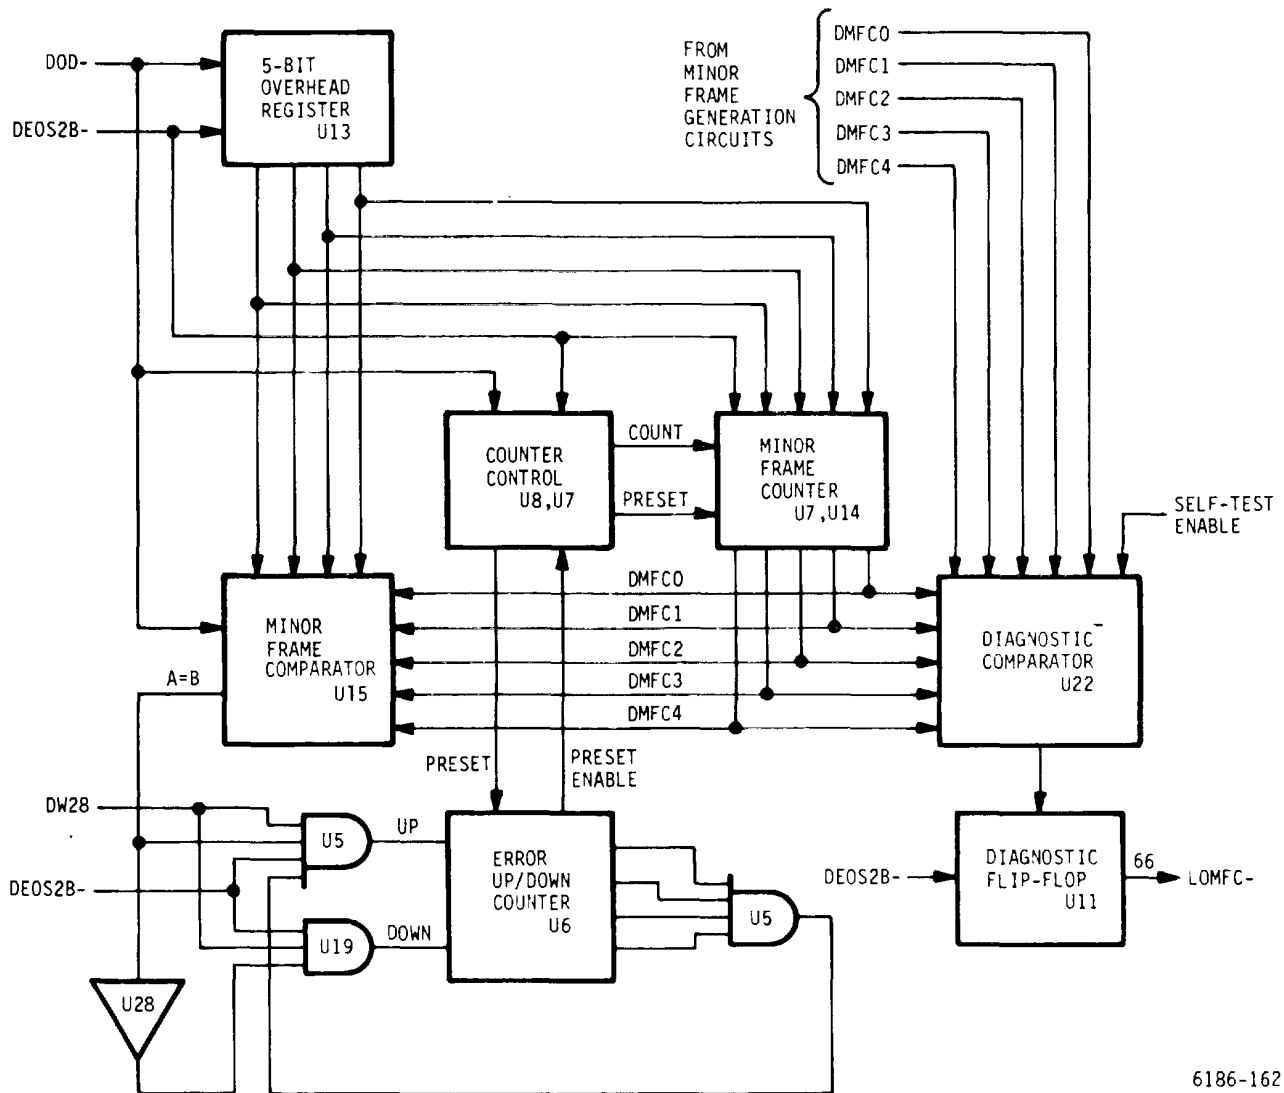 DOD-
DEOS2B-
5-BIT
OVERHEAD
REGISTER
U13
FROM
MINOR
FRAME
GENERATION
CIRCUITS
DMFC0
DMFC1
DMFC2
DMFC3
DMFC4
COUNTER
CONTROL
U8,U7
COUNT
PRESET
MINOR
FRAME
COUNTER
U7,U14
SELF-TEST
ENABLE
MINOR
FRAME
COMPARATOR
U15
A=B
DMFC0
DMFC1
DMFC2
DMFC3
DMFC4
DIAGNOSTIC
COMPARATOR
U22
PRESET
PRESET
ENABLE
DW28
DEOS2B-
U5
UP
U19
DOWN
ERROR
UP/DOWN
COUNTER
U6
U5
DEOS2B-
DIAGNOSTIC
FLIP-FLOP
U11
66
LOMFC-
U28
6186-162